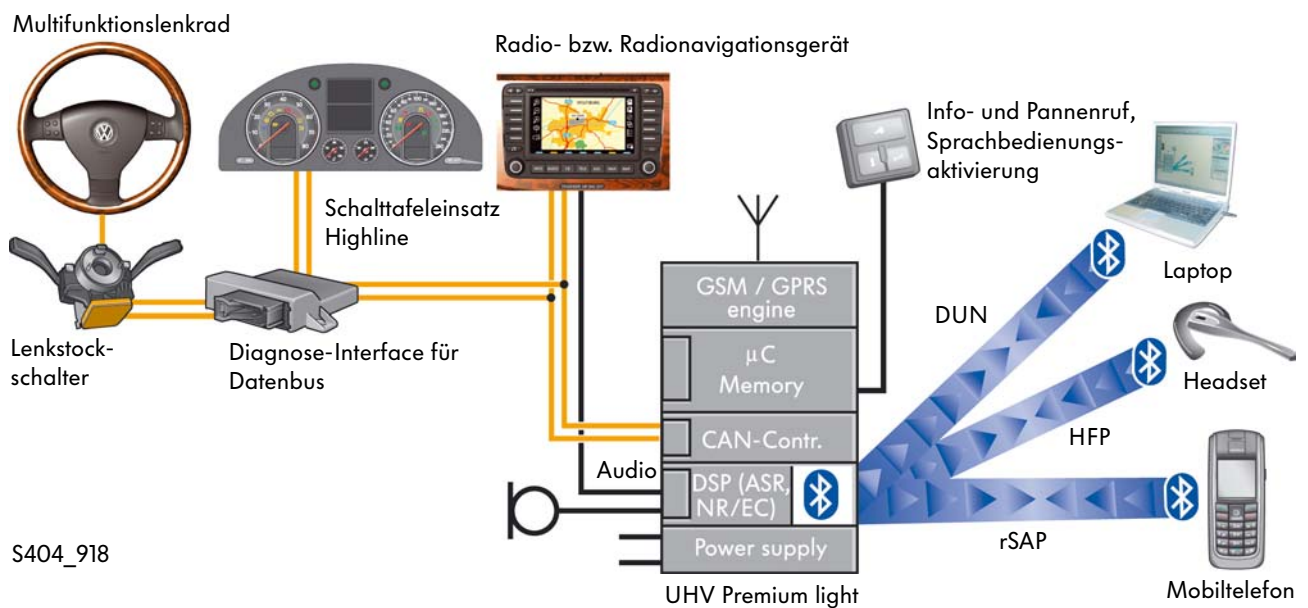 Multifunktionslenkrad
Radio- bzw. Radionavigationsgerät
Info- und Pannenruf,
Sprachbedienungs-
aktivierung
Schalttafeleinsatz
Highline
Lenkstock-
schalter
Diagnose-Interface für
Datenbus
GSM / GPRS
engine
µC
Memory
CAN-Contr.
Audio
DSP (ASR,
NR/EC)
Power supply
UHV Premium light
DUN
HFP
rSAP
Laptop
Headset
Mobiltelefon
S404_918